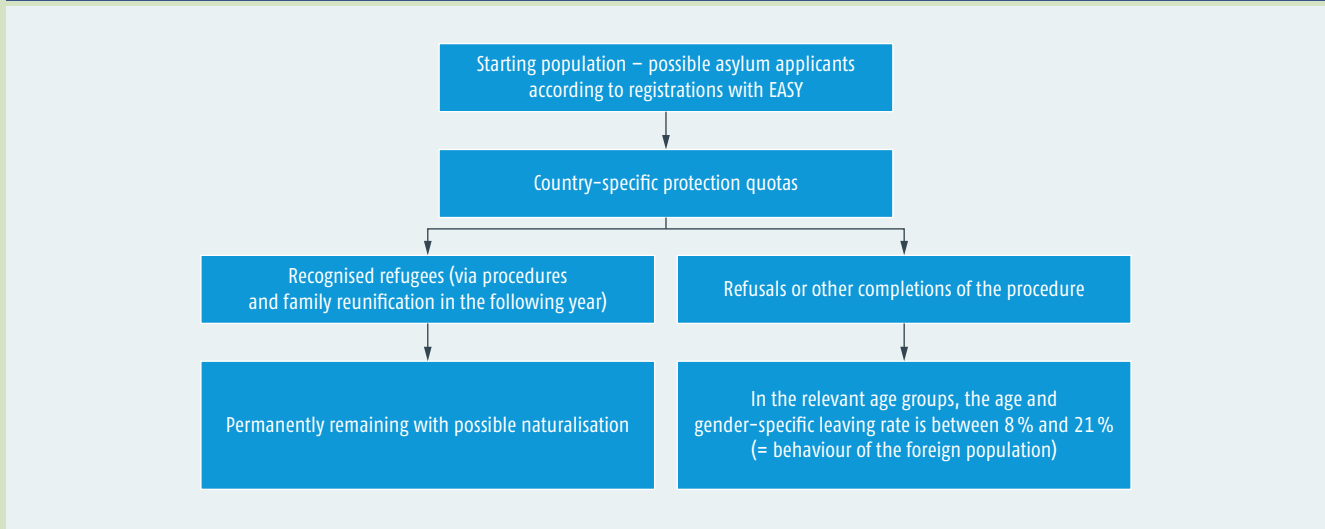 Starting population – possible asylum applicants
according to registrations with EASY
Country-specific protection quotas
Recognised refugees (via procedures
and family reunification in the following year)
Refusals or other completions of the procedure
Permanently remaining with possible naturalisation
In the relevant age groups, the age and
gender-specific leaving rate is between 8 % and 21 %
(= behaviour of the foreign population)